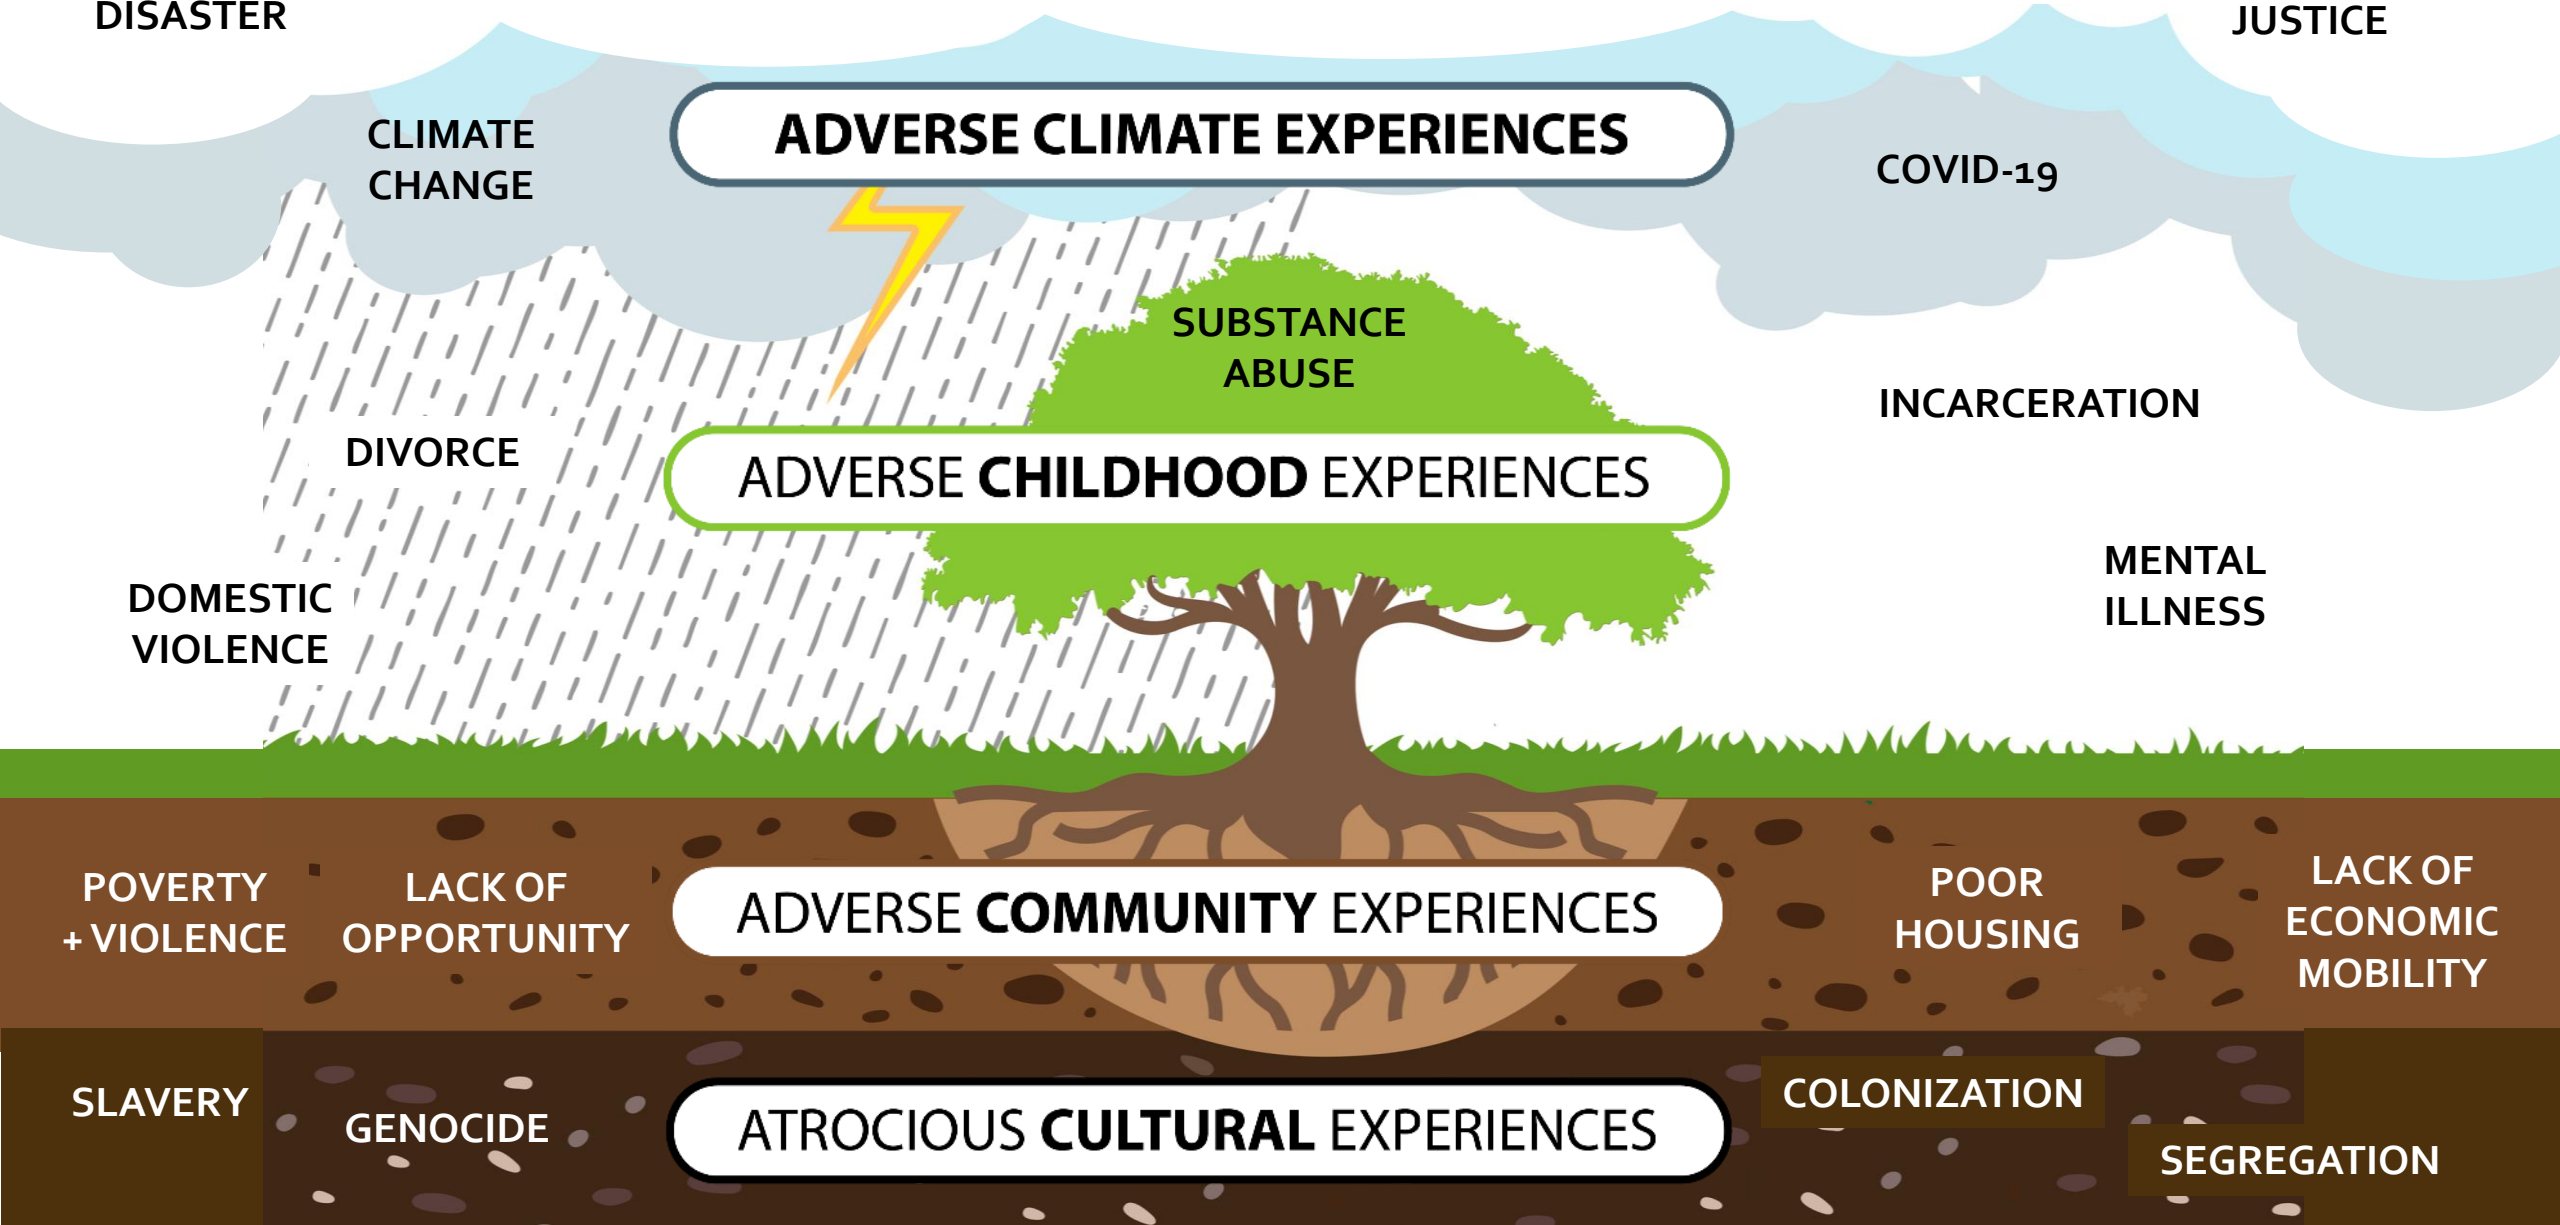 DISASTER
JUSTICE
CLIMATE
CHANGE
ADVERSE CLIMATE EXPERIENCES
COVID-19
SUBSTANCE
ABUSE
INCARCERATION
DIVORCE
ADVERSE CHILDHOOD EXPERIENCES
DOMESTIC
VIOLENCE
MENTAL
ILLNESS
POVERTY
+ VIOLENCE
LACK OF
OPPORTUNITY
ADVERSE COMMUNITY EXPERIENCES
POOR
HOUSING
LACK OF
ECONOMIC
MOBILITY
SLAVERY
GENOCIDE
ATROCIOUS CULTURAL EXPERIENCES
COLONIZATION
SEGREGATION